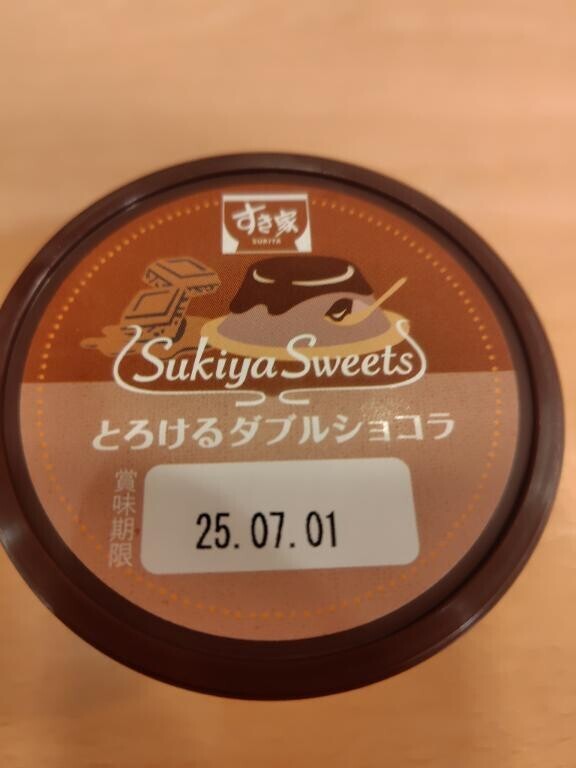 すき家
SUKIYA
Sukiya Sweets
とろけるダブルショコラ
賞味期限
25.07.01